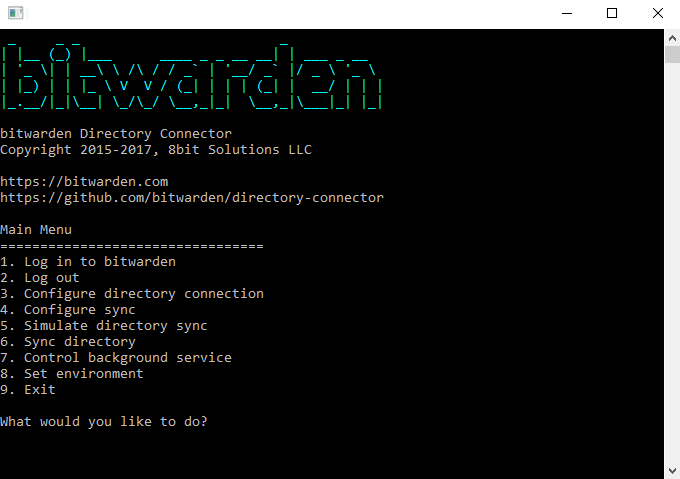 bitwarden
bitwarden Directory Connector
Copyright 2015-2017, 8bit Solutions LLC
https://bitwarden.com
https://github.com/bitwarden/directory-connector
Main Menu
=================================
1. Log in to bitwarden
2. Log out
3. Configure directory connection
4. Configure sync
5. Simulate directory sync
6. Sync directory
7. Control background service
8. Set environment
9. Exit
What would you like to do?